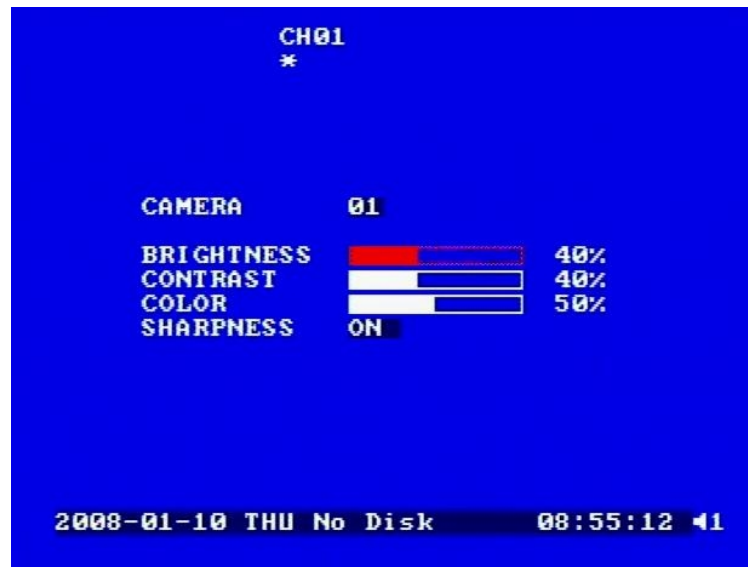 CH01
*
CAMERA 01
BRIGHTNESS 40%
CONTRAST 40%
COLOR 50%
SHARPNESS ON
2008-01-10 THU No Disk 08:55:12 1